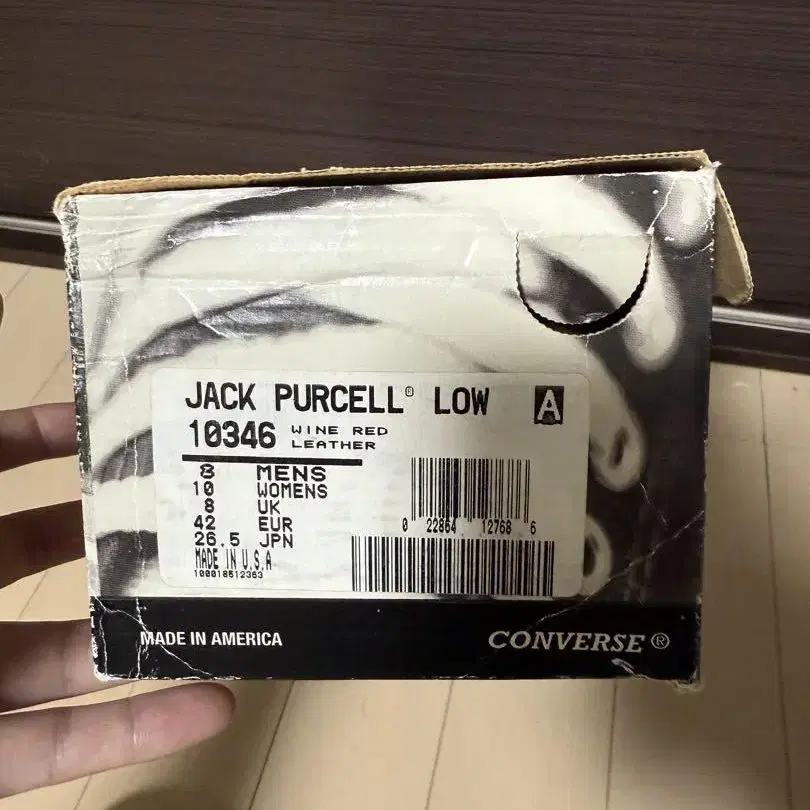 JACK PURCELL® LOW A
10346 WINE RED
LEATHER
8 MENS
10 WOMENS
8 UK
42 EUR
26.5 JPN
MADE IN U.S.A
100018512363
0 22864 12768 6
MADE IN AMERICA
CONVERSE®